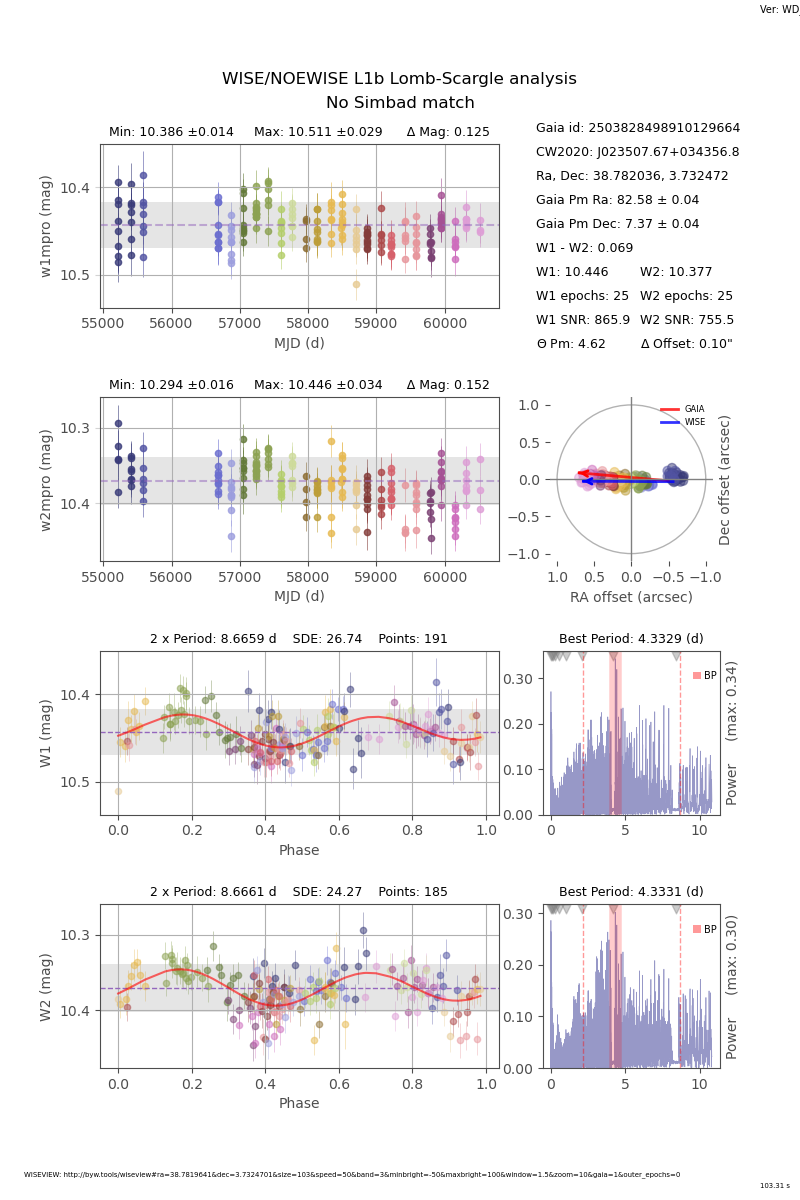 Ver: WD
WISE/NOEWISE L1b Lomb-Scargle analysis
No Simbad match
Min: 10.386 ±0.014 Max: 10.511 ±0.029 Δ Mag: 0.125
10.4
10.5
w1mpro (mag)
55000 56000 57000 58000 59000 60000
MJD (d)
Gaia id: 2503828498910129664
CW2020: J023507.67+034356.8
Ra, Dec: 38.782036, 3.732472
Gaia Pm Ra: 82.58 ± 0.04
Gaia Pm Dec: 7.37 ± 0.04
W1 - W2: 0.069
W1: 10.446 W2: 10.377
W1 epochs: 25 W2 epochs: 25
W1 SNR: 865.9 W2 SNR: 755.5
Θ Pm: 4.62 Δ Offset: 0.10"
Min: 10.294 ±0.016 Max: 10.446 ±0.034 Δ Mag: 0.152
10.3
10.4
w2mpro (mag)
55000 56000 57000 58000 59000 60000
MJD (d)
GAIA
WISE
1.0
0.5
0.0
−0.5
−1.0
Dec offset (arcsec)
1.0 0.5 0.0 −0.5 −1.0
RA offset (arcsec)
2 x Period: 8.6659 d SDE: 26.74 Points: 191
10.4
10.5
W1 (mag)
0.0 0.2 0.4 0.6 0.8 1.0
Phase
Best Period: 4.3329 (d)
BP
0.30
0.20
0.10
0.00
Power (max: 0.34)
0 5 10
2 x Period: 8.6661 d SDE: 24.27 Points: 185
10.3
10.4
W2 (mag)
0.0 0.2 0.4 0.6 0.8 1.0
Phase
Best Period: 4.3331 (d)
BP
0.30
0.20
0.10
0.00
Power (max: 0.30)
0 5 10
WISEVIEW: http://byw.tools/wiseview#ra=38.7819641&dec=3.7324701&size=103&speed=50&band=3&minbright=-50&maxbright=100&window=1.5&zoom=10&gaia=1&outer_epochs=0
103.31 s